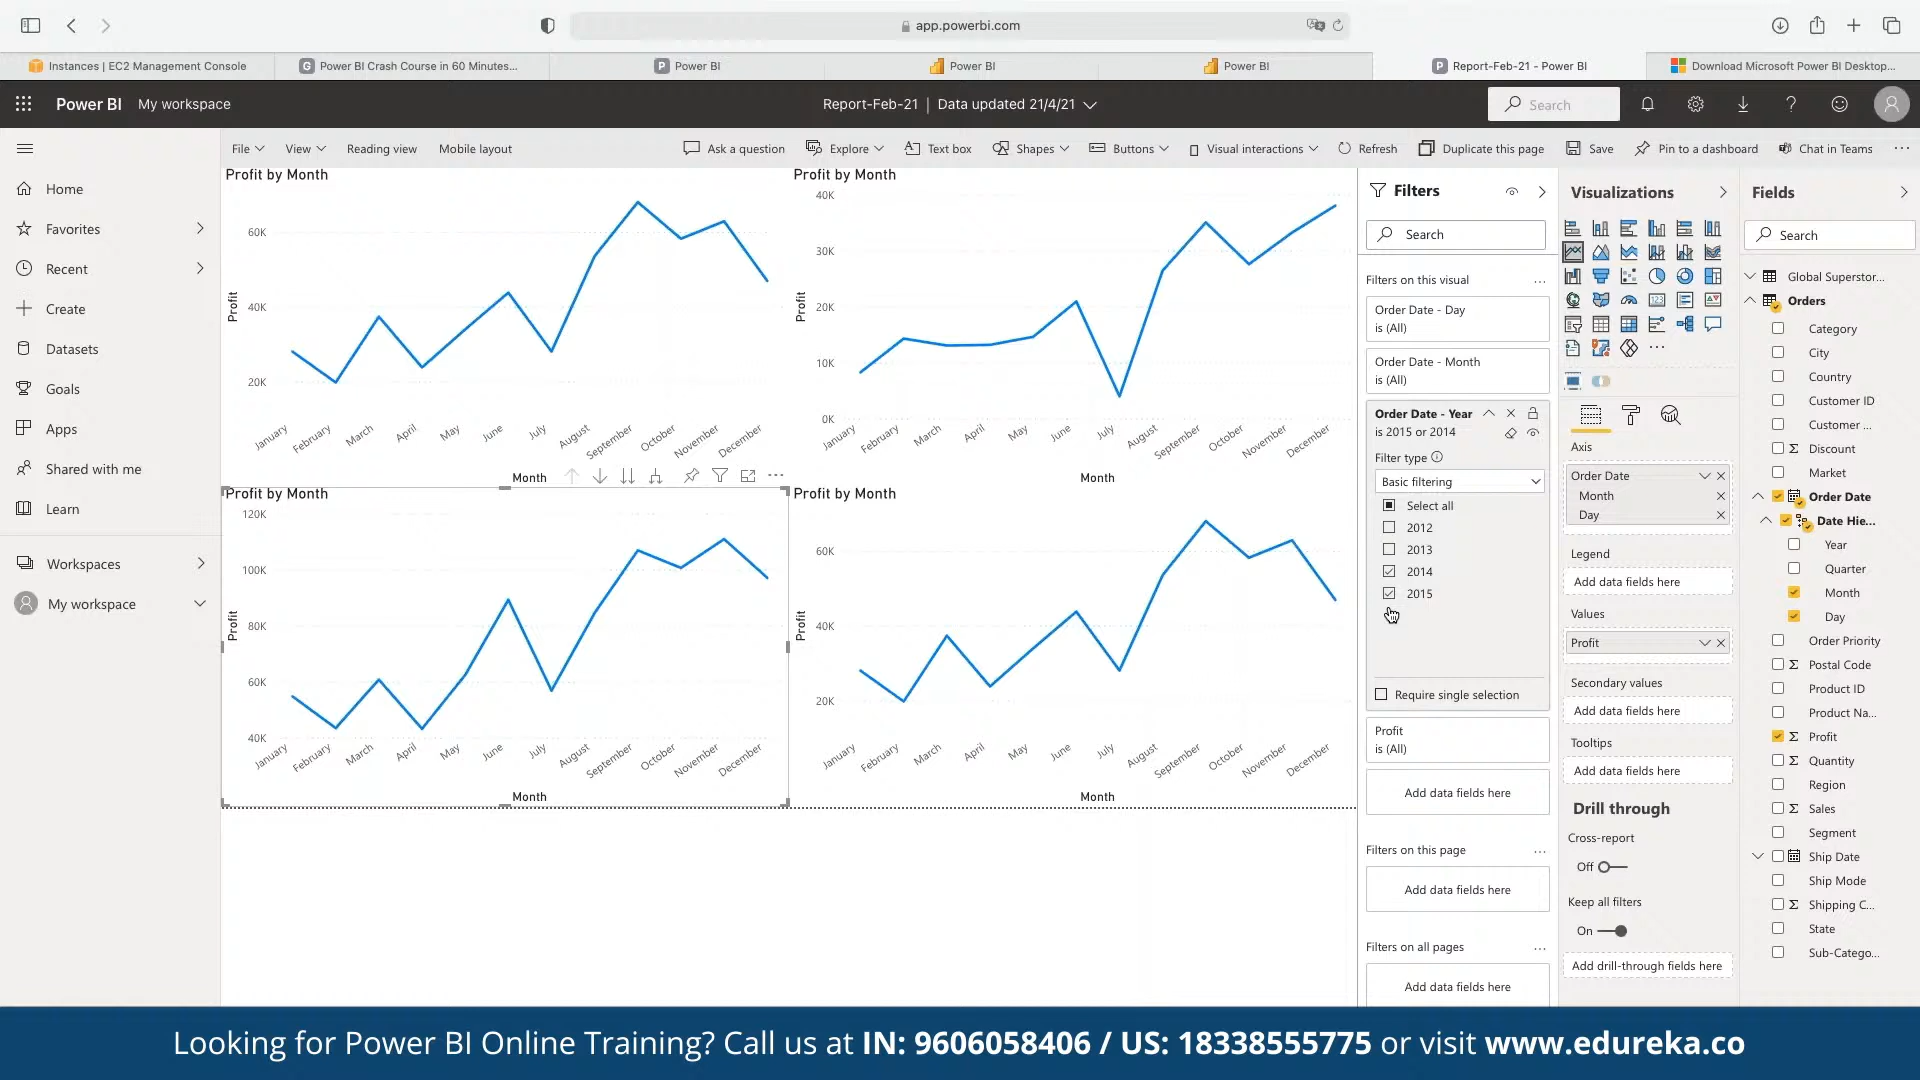 app.powerbi.com
Instances | EC2 Management Console
Power BI Crash Course in 60 Minutes...
Power BI
Power BI
Power BI
Report-Feb-21 - Power BI
Download Microsoft Power BI Desktop...
Power BI My workspace
Report-Feb-21 | Data updated 21/4/21
Search
File
View
Reading view
Mobile layout
Ask a question
Explore
Text box
Shapes
Buttons
Visual interactions
Refresh
Duplicate this page
Save
Pin to a dashboard
Chat in Teams
Home
Favorites
Recent
Create
Datasets
Goals
Apps
Shared with me
Learn
Workspaces
My workspace
Profit by Month
60K
40K
20K
Profit
January February March April May June July August September October November December
Month
Profit by Month
40K
30K
20K
10K
0K
Profit
January February March April May June July August September October November December
Month
Profit by Month
120K
100K
80K
60K
40K
Profit
January February March April May June July August September October November December
Month
Profit by Month
60K
40K
20K
Profit
January February March April May June July August September October November December
Month
Filters
Search
Filters on this visual
Order Date - Day
is (All)
Order Date - Month
is (All)
Order Date - Year
is 2015 or 2014
Filter type
Basic filtering
Select all
2012
2013
2014
2015
Require single selection
Profit
is (All)
Add data fields here
Filters on this page
Add data fields here
Filters on all pages
Add data fields here
Visualizations
Axis
Order Date
Month
Day
Legend
Add data fields here
Values
Profit
Secondary values
Add data fields here
Tooltips
Add data fields here
Drill through
Cross-report
Off
Keep all filters
On
Add drill-through fields here
Fields
Search
Global Superstor...
Orders
Category
City
Country
Customer ID
Customer ...
Discount
Market
Order Date
Date Hie...
Year
Quarter
Month
Day
Order Priority
Postal Code
Product ID
Product Na...
Profit
Quantity
Region
Sales
Segment
Ship Date
Ship Mode
Shipping C...
State
Sub-Catego...
Looking for Power BI Online Training? Call us at IN: 9606058406 / US: 18338555775 or visit www.edureka.co